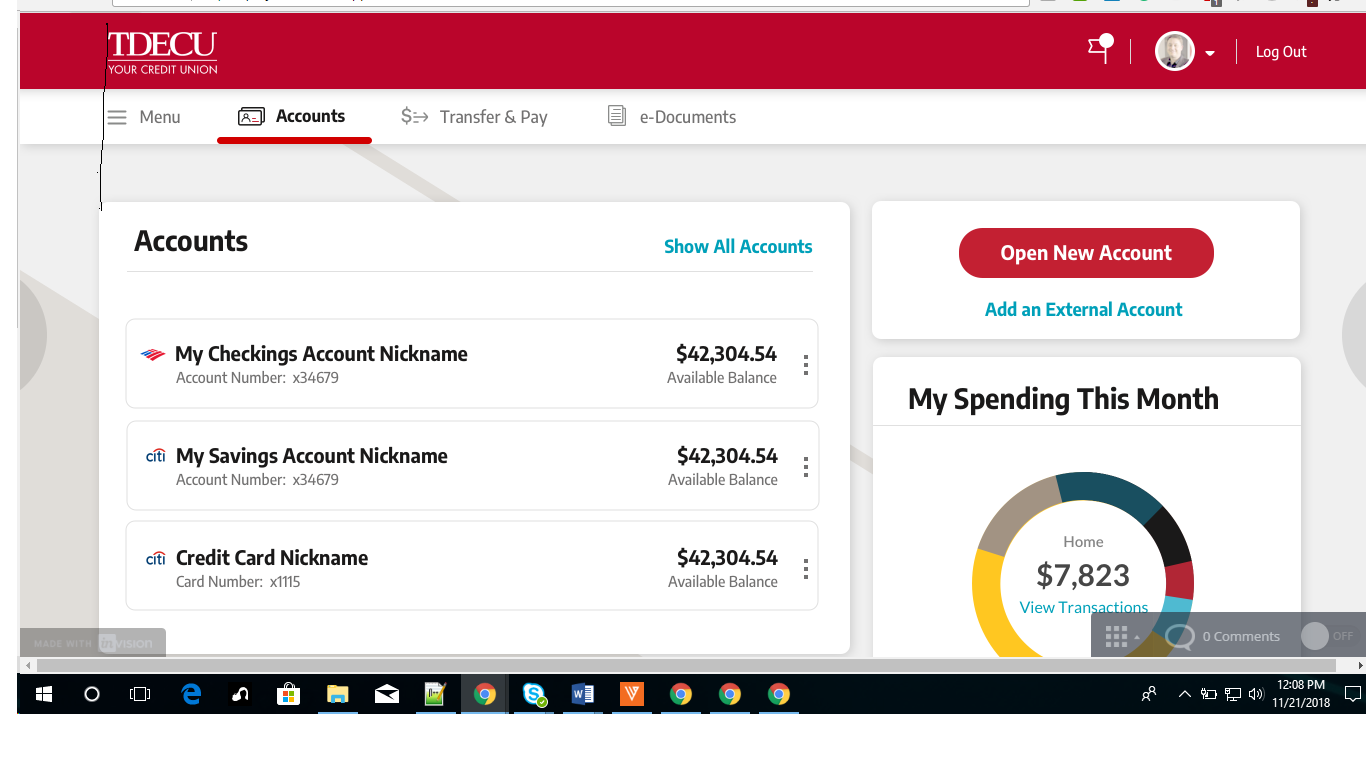 TDECU
YOUR CREDIT UNION
Log Out
Menu
Accounts
Transfer & Pay
e-Documents
Accounts
Show All Accounts
My Checkings Account Nickname
$42,304.54
Account Number: x34679
Available Balance
citi
My Savings Account Nickname
$42,304.54
Account Number: x34679
Available Balance
citi
Credit Card Nickname
$42,304.54
Card Number: x1115
Available Balance
Open New Account
Add an External Account
My Spending This Month
Home
$7,823
View Transactions
MADE WITH invision
0 Comments
OFF
12:08 PM
11/21/2018